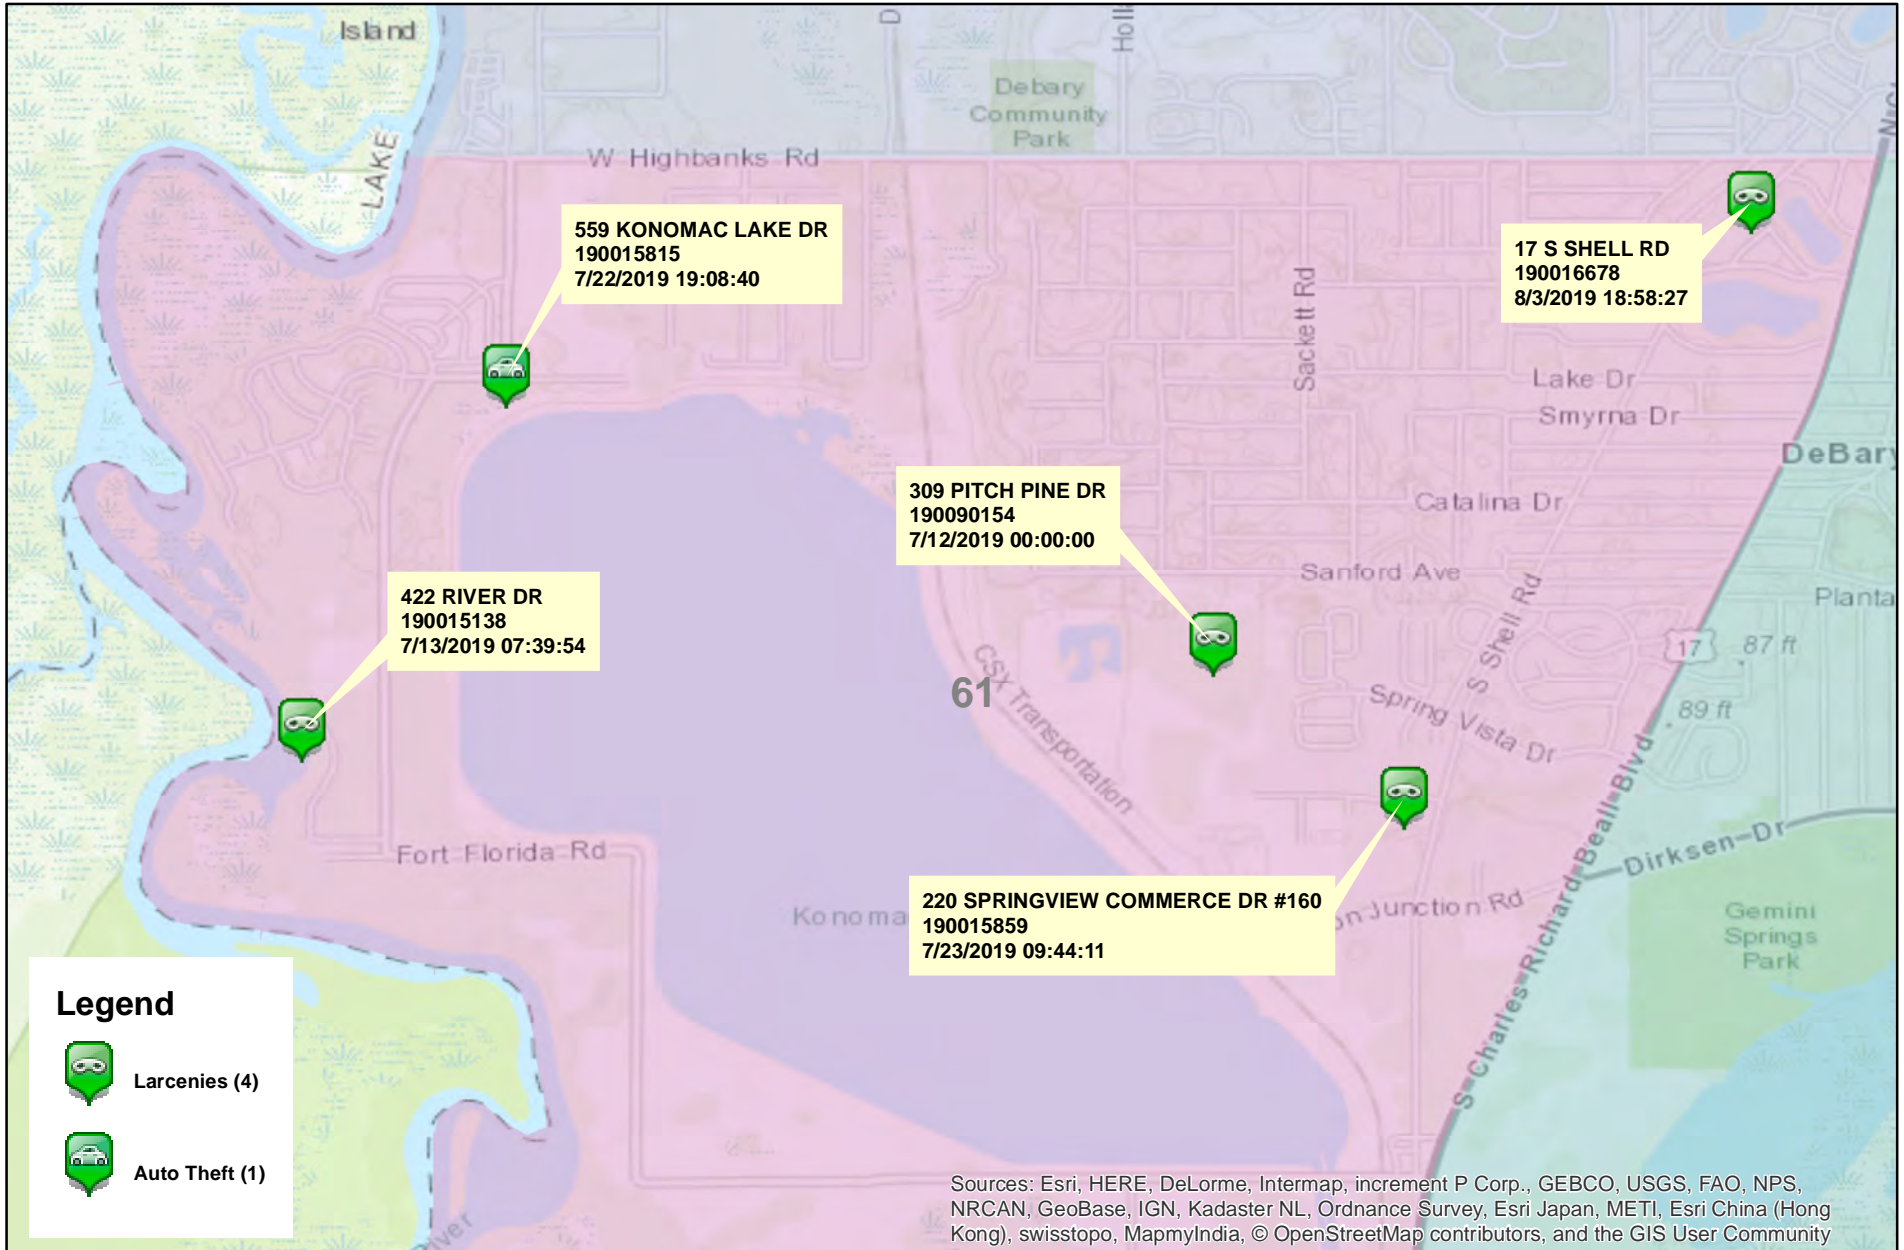 Island
LAKE
W Highbanks Rd
Debary
Community
Park
559 KONOMAC LAKE DR
190015815
7/22/2019 19:08:40
17 S SHELL RD
190016678
8/3/2019 18:58:27
Sackett Rd
Lake Dr
Smyrna Dr
DeBary
Catalina Dr
309 PITCH PINE DR
190090154
7/12/2019 00:00:00
Sanford Ave
S Shell Rd
422 RIVER DR
190015138
7/13/2019 07:39:54
17
87 ft
89 ft
61
CSX Transportation
Spring Vista Dr
S Charles Richard Beall Blvd
Dirksen Dr
Fort Florida Rd
220 SPRINGVIEW COMMERCE DR #160
190015859
7/23/2019 09:44:11
Junction Rd
Gemini
Springs
Park
Legend
Larcenies (4)
Auto Theft (1)
River
Sources: Esri, HERE, DeLorme, Intermap, increment P Corp., GEBCO, USGS, FAO, NPS,
NRCAN, GeoBase, IGN, Kadaster NL, Ordnance Survey, Esri Japan, METI, Esri China (Hong
Kong), swisstopo, MapmyIndia, © OpenStreetMap contributors, and the GIS User Community